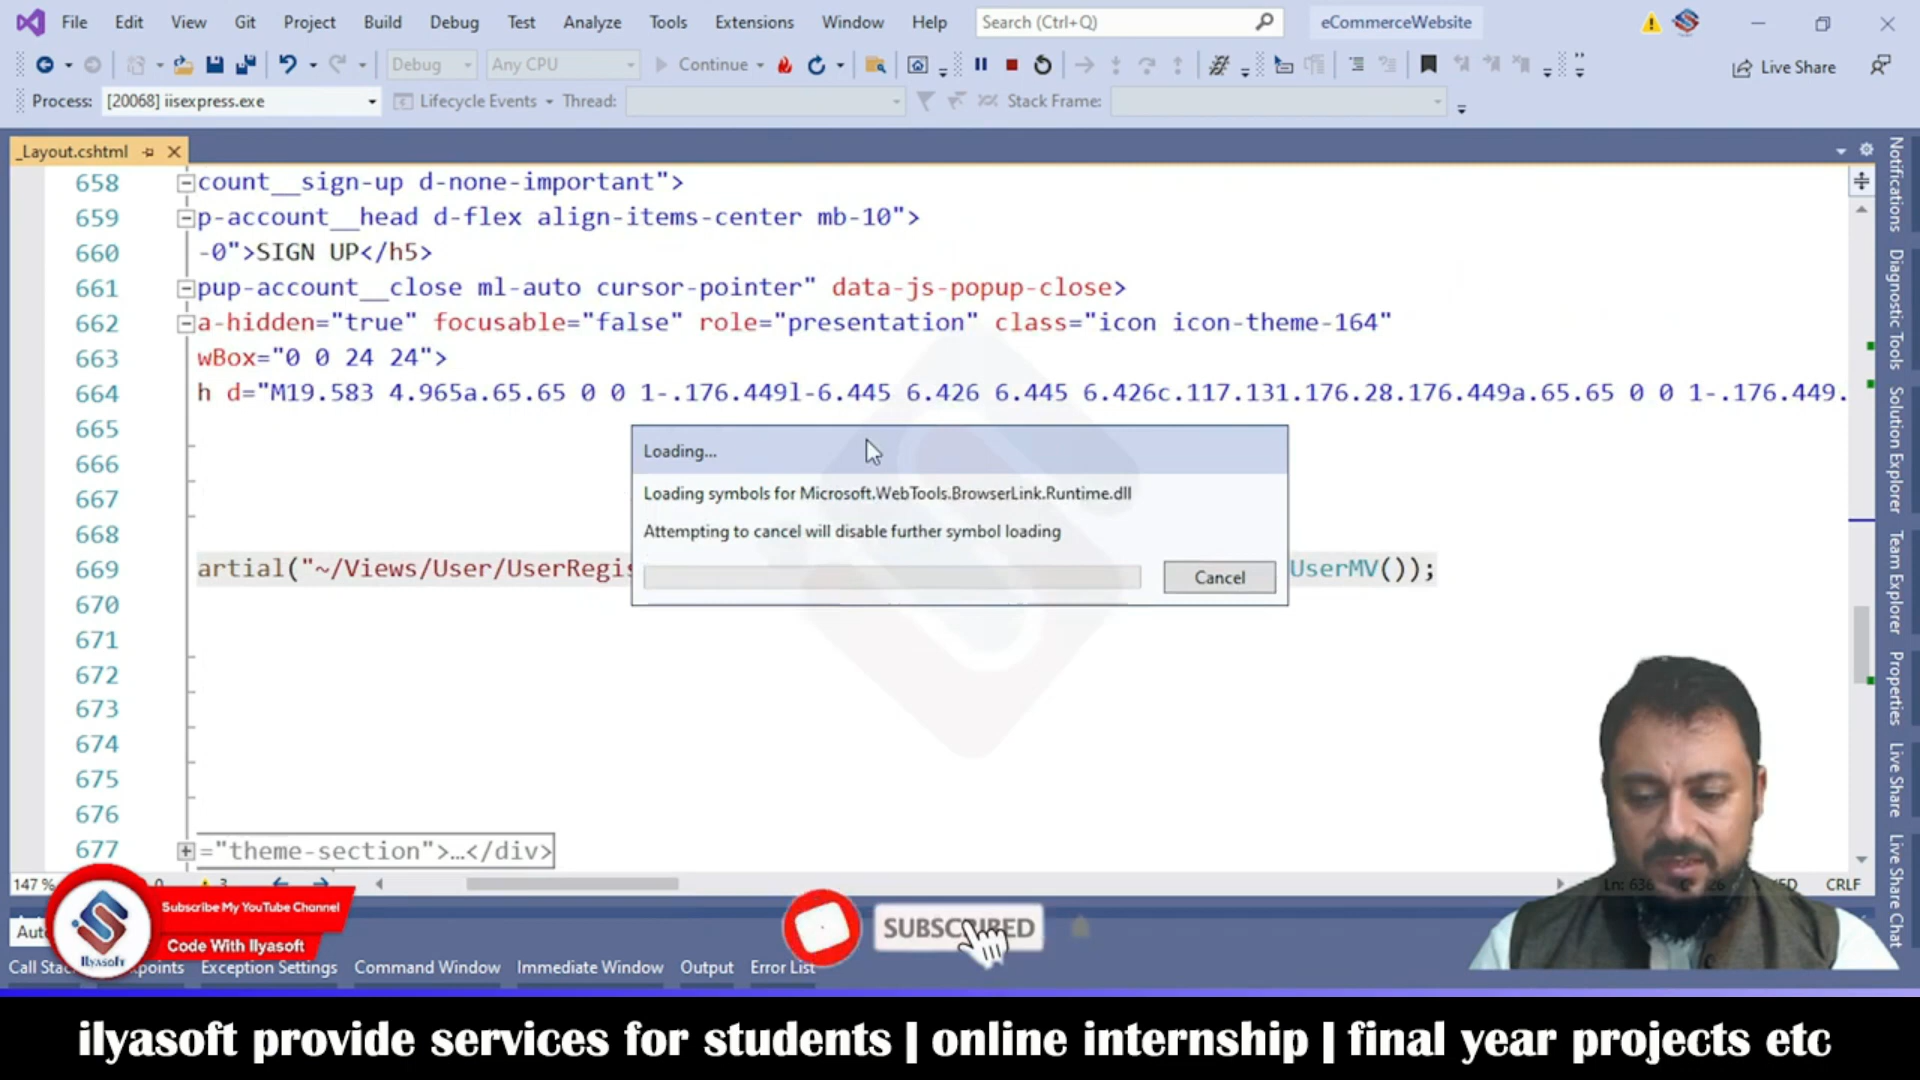 File Edit View Git Project Build Debug Test Analyze Tools Extensions Window Help Search (Ctrl+Q) eCommerceWebsite
Debug Any CPU Continue Live Share
Process: [20068] iisexpress.exe Lifecycle Events Thread: Stack Frame:
_Layout.cshtml
658 count__sign-up d-none-important">
659 p-account__head d-flex align-items-center mb-10">
660 -0">SIGN UP</h5>
661 pup-account__close ml-auto cursor-pointer" data-js-popup-close>
662 a-hidden="true" focusable="false" role="presentation" class="icon icon-theme-164"
663 wBox="0 0 24 24">
664 h d="M19.583 4.965a.65.65 0 0 1-.176.449l-6.445 6.426 6.445 6.426c.117.131.176.28.176.449a.65.65 0 0 1-.176.449.
665
666
667
668
669 artial("~/Views/User/UserRegis UserMV());
670
671
672
673
674
675
676
677 ="theme-section">…</div>
Loading...
Loading symbols for Microsoft.WebTools.BrowserLink.Runtime.dll
Attempting to cancel will disable further symbol loading
Cancel
147 % 0 3 Ln: 636 CRLF
Notifications
Diagnostic Tools
Solution Explorer
Team Explorer
Properties
Live Share
Live Share Chat
Subscribe My YouTube Channel
Code With Ilyasoft
Ilyasoft
SUBSCRIBED
Call Exception Settings Command Window Immediate Window Output Error List
ilyasoft provide services for students | online internship | final year projects etc